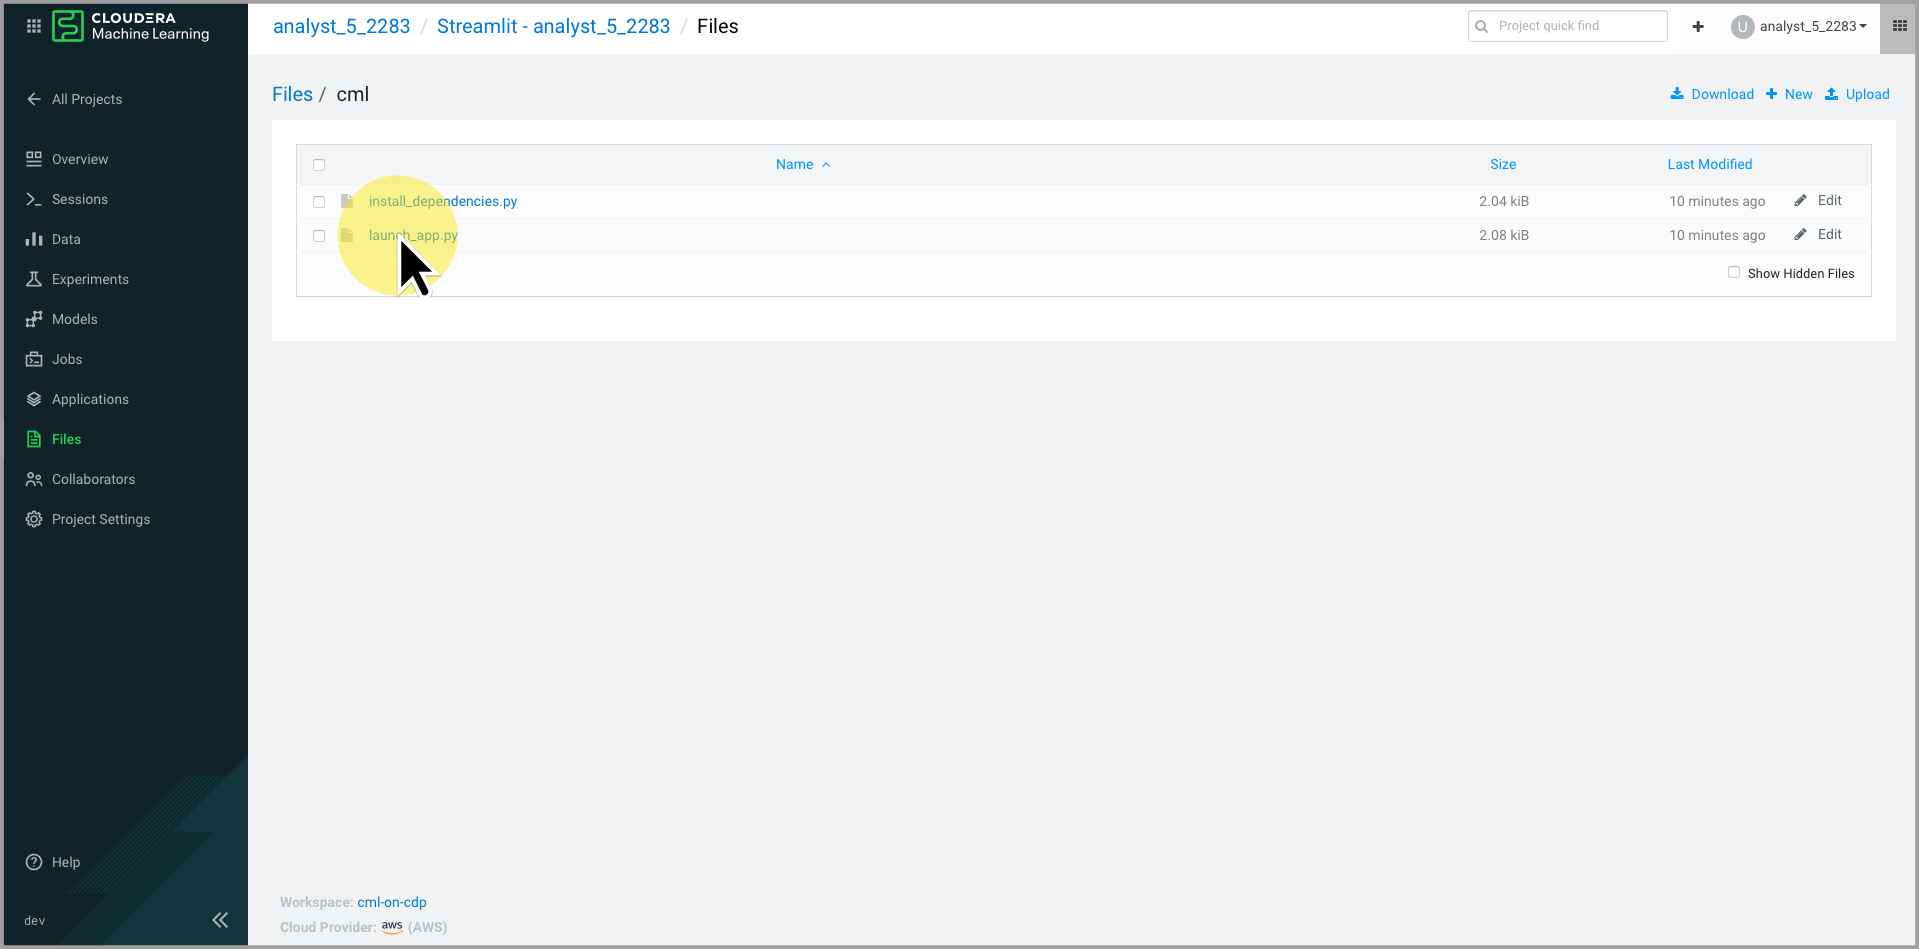 CLOUDERA
Machine Learning
analyst_5_2283 / Streamlit - analyst_5_2283 / Files
Project quick find
U analyst_5_2283
All Projects
Files / cml
Download
New
Upload
Overview
Sessions
Data
Experiments
Models
Jobs
Applications
Files
Collaborators
Project Settings
Name Size Last Modified
install_dependencies.py 2.04 kiB 10 minutes ago Edit
launch_app.py 2.08 kiB 10 minutes ago Edit
Show Hidden Files
Help
dev
Workspace: cml-on-cdp
Cloud Provider: aws (AWS)